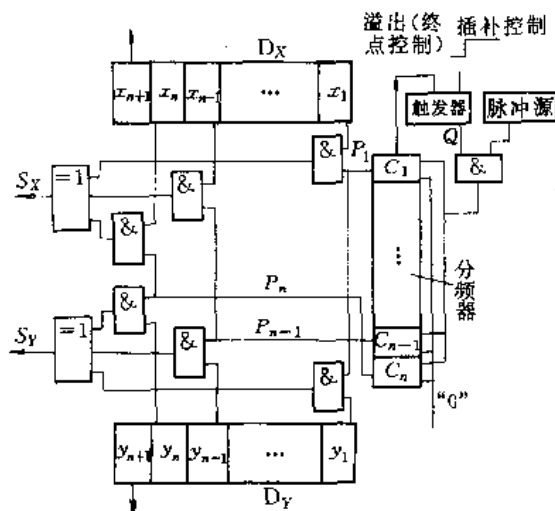 溢出(终
点控制)
插补控制
D_X
x_{n+1} x_n x_{n-1} … x_1
触发器
脉冲源
Q
&
&
P_1
C_1
S_X
=1
&
&
⋮
分
频
器
&
P_n
S_Y
=1
&
P_{n-1}
C_{n-1}
&
C_n
"0"
y_{n+1} y_n y_{n-1} … y_1
D_Y